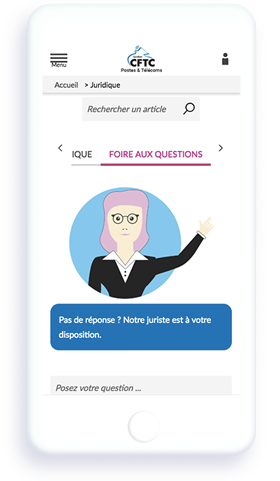 Menu
CFTC
Postes & Télécoms
Accueil > Juridique
Rechercher un article
IQUE FOIRE AUX QUESTIONS
Pas de réponse ? Notre juriste est à votre
disposition.
Posez votre question ...